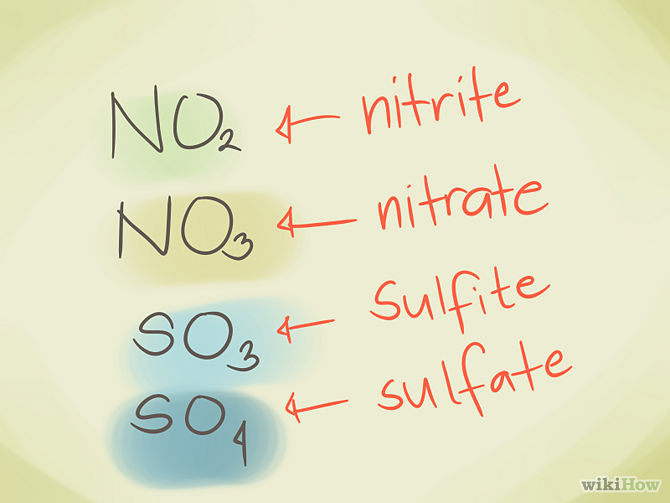 NO₂ ← nitrite
NO₃ ← nitrate
SO₃ ← sulfite
SO₄ ← sulfate
wikiHow